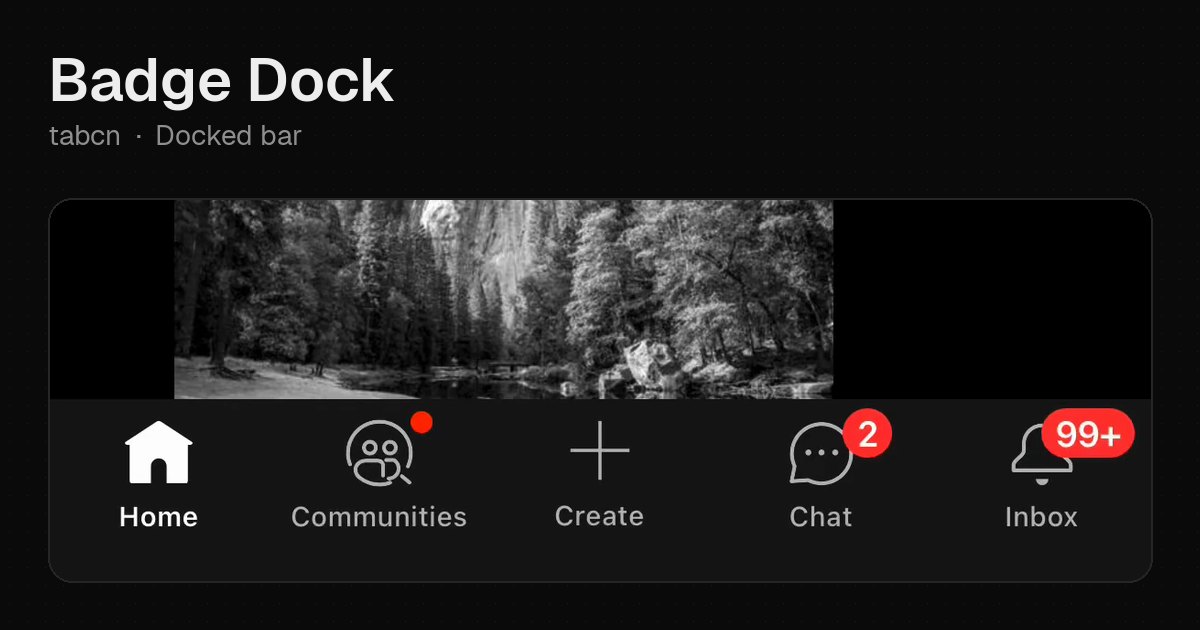 Badge Dock
tabcn · Docked bar
2
99+
Home
Communities
Create
Chat
Inbox